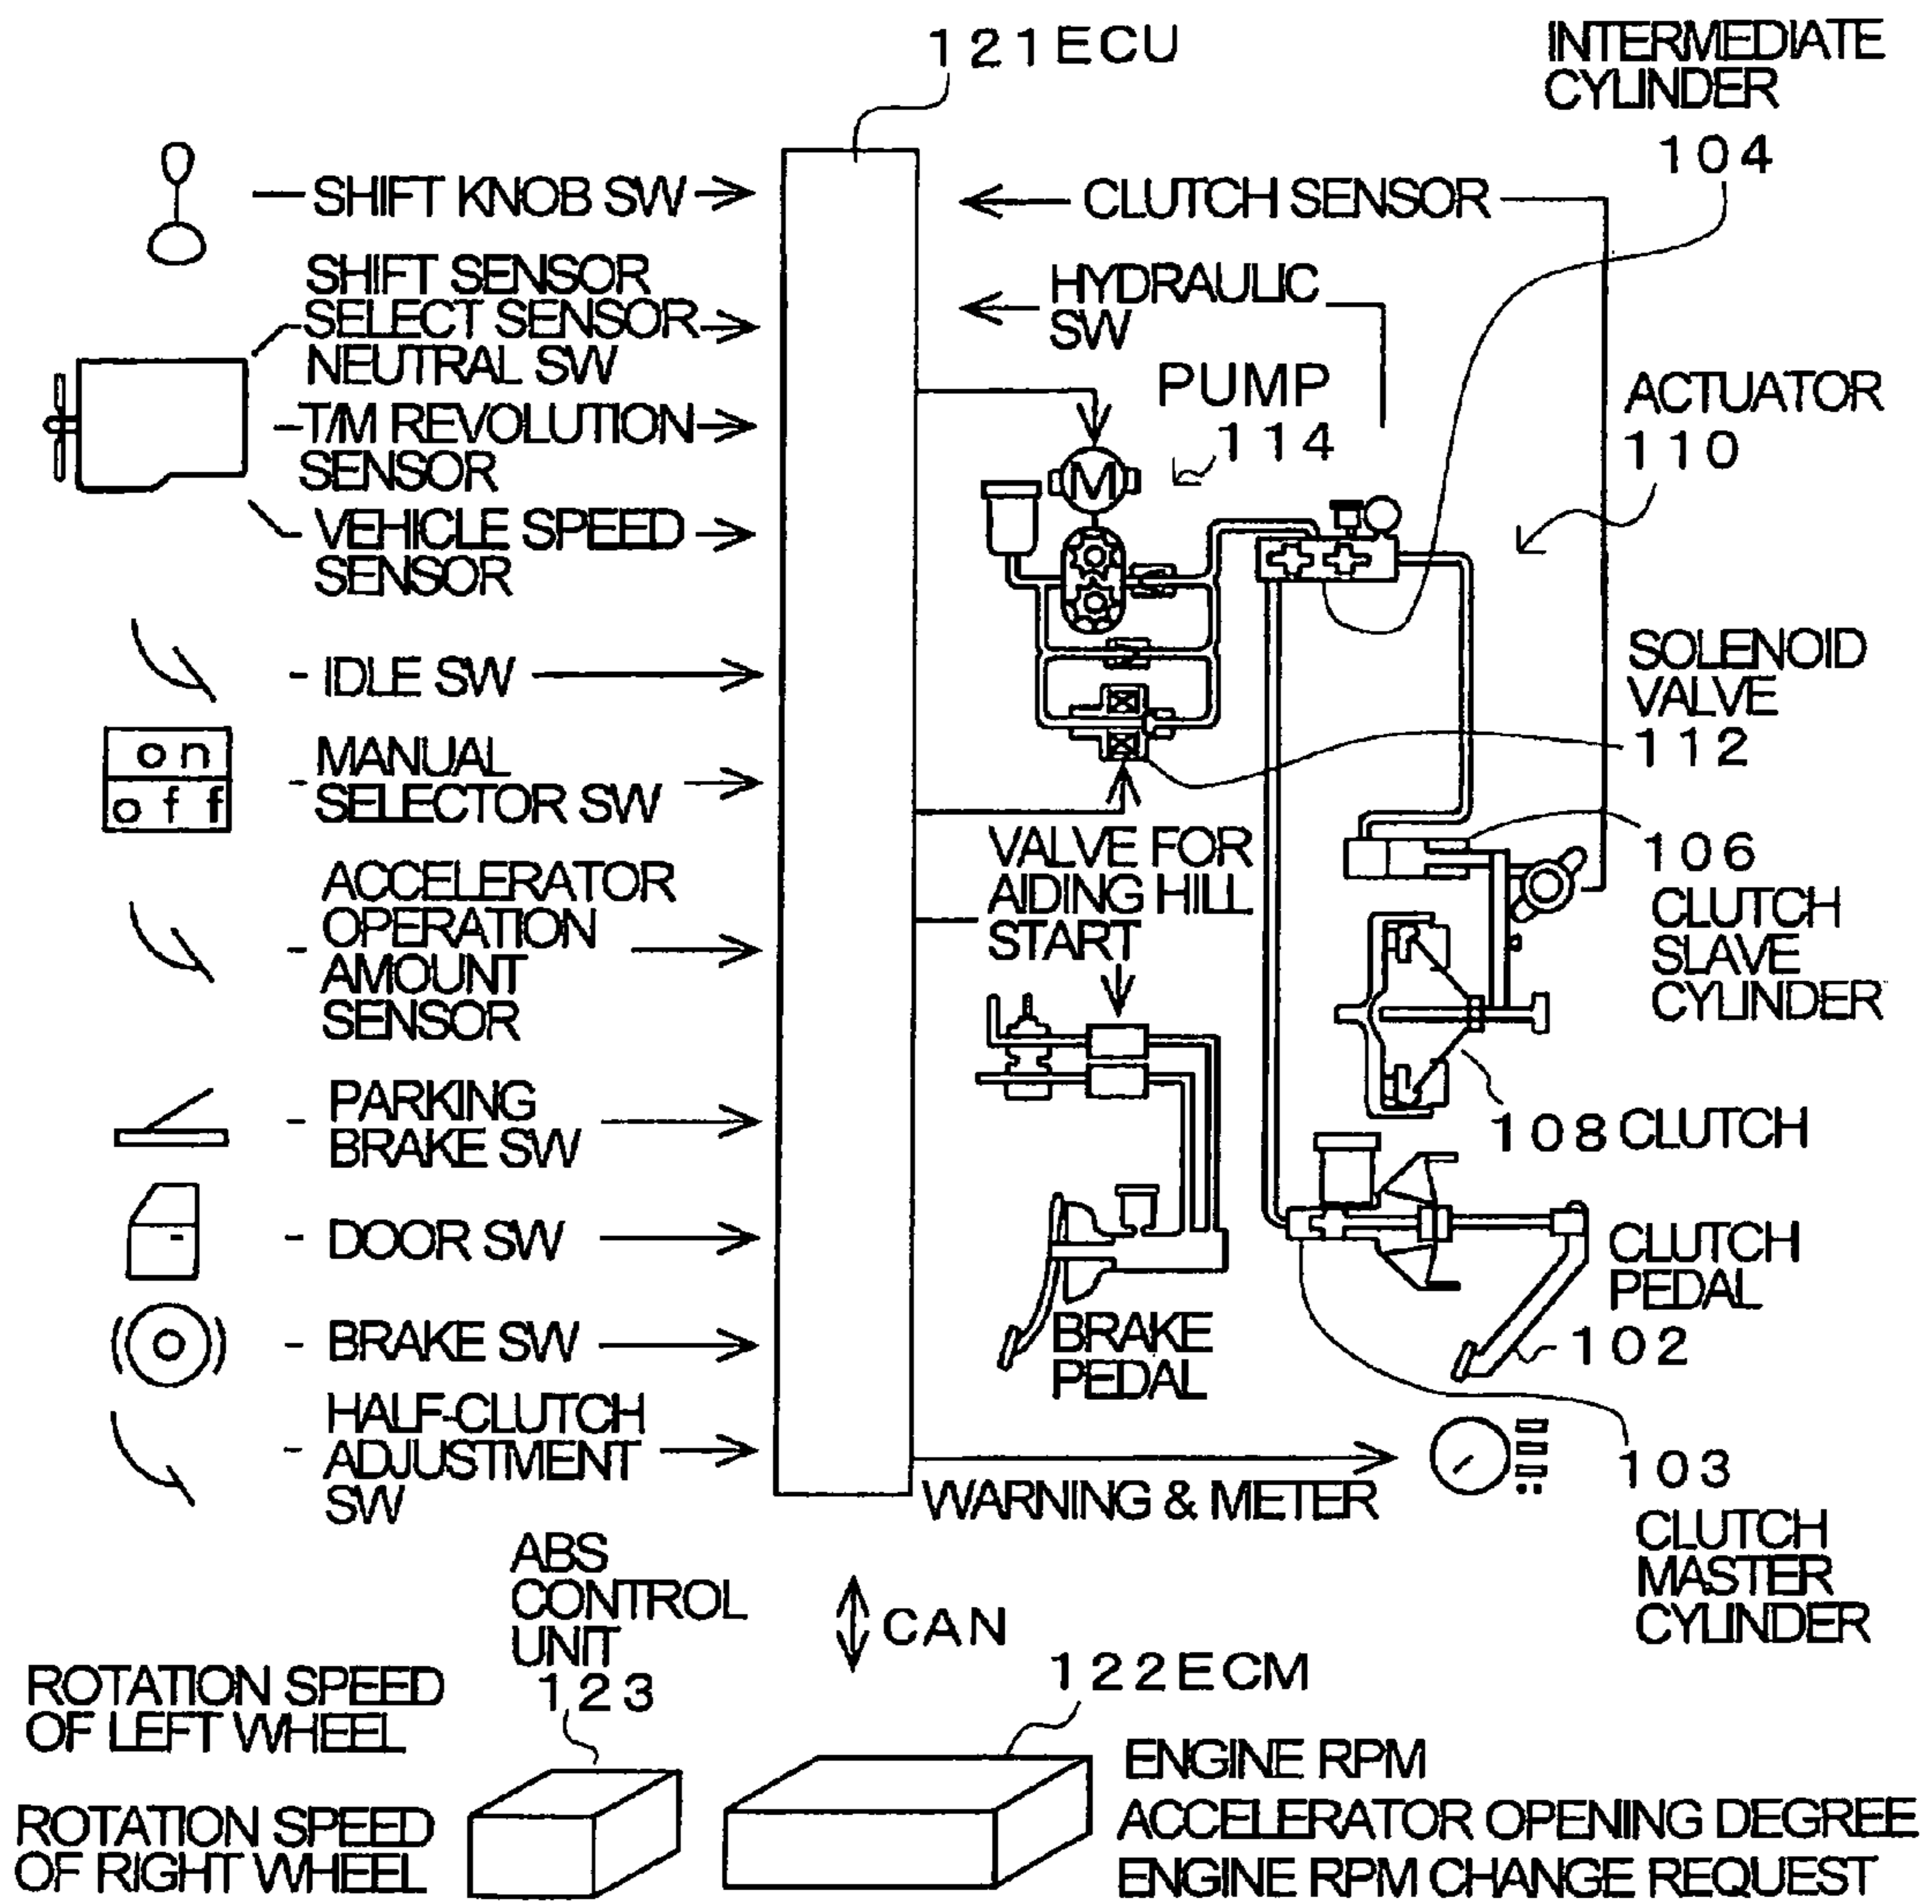 121ECU
INTERMEDIATE
CYLINDER
104
SHIFT KNOB SW
CLUTCH SENSOR
SHIFT SENSOR
SELECT SENSOR
NEUTRAL SW
HYDRAULIC
SW
PUMP
114
ACTUATOR
110
T/M REVOLUTION
SENSOR
M
VEHICLE SPEED
SENSOR
SOLENOID
VALVE
112
IDLE SW
on
off
MANUAL
SELECTOR SW
VALVE FOR
AIDING HILL
START
106
CLUTCH
SLAVE
CYLINDER
ACCELERATOR
OPERATION
AMOUNT
SENSOR
PARKING
BRAKE SW
108 CLUTCH
DOOR SW
CLUTCH
PEDAL
102
BRAKE SW
BRAKE
PEDAL
HALF-CLUTCH
ADJUSTMENT
SW
WARNING & METER
103
CLUTCH
MASTER
CYLINDER
ABS
CONTROL
UNIT
123
CAN
122ECM
ROTATION SPEED
OF LEFT WHEEL
ROTATION SPEED
OF RIGHT WHEEL
ENGINE RPM
ACCELERATOR OPENING DEGREE
ENGINE RPM CHANGE REQUEST